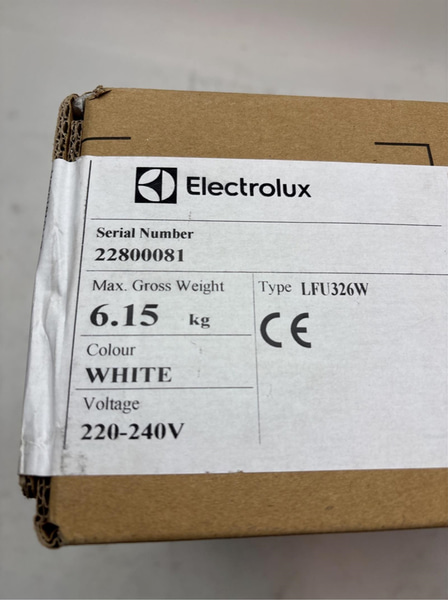 Electrolux
Serial Number
22800081
Max. Gross Weight
6.15 kg
Type LFU326W
CE
Colour
WHITE
Voltage
220-240V